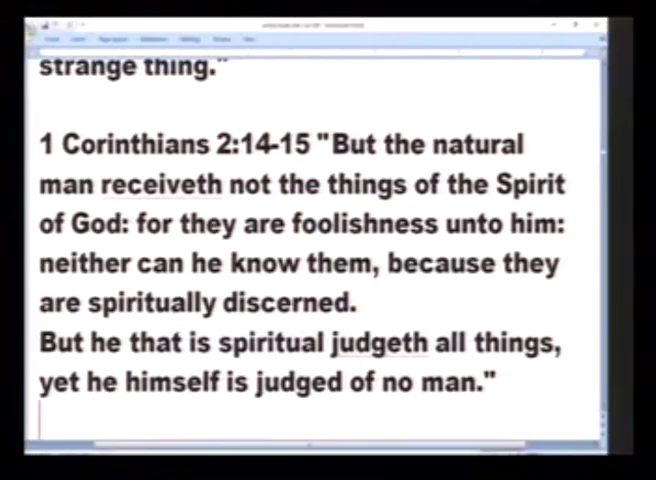 strange thing."
1 Corinthians 2:14-15 "But the natural
man receiveth not the things of the Spirit
of God: for they are foolishness unto him:
neither can he know them, because they
are spiritually discerned.
But he that is spiritual judgeth all things,
yet he himself is judged of no man."